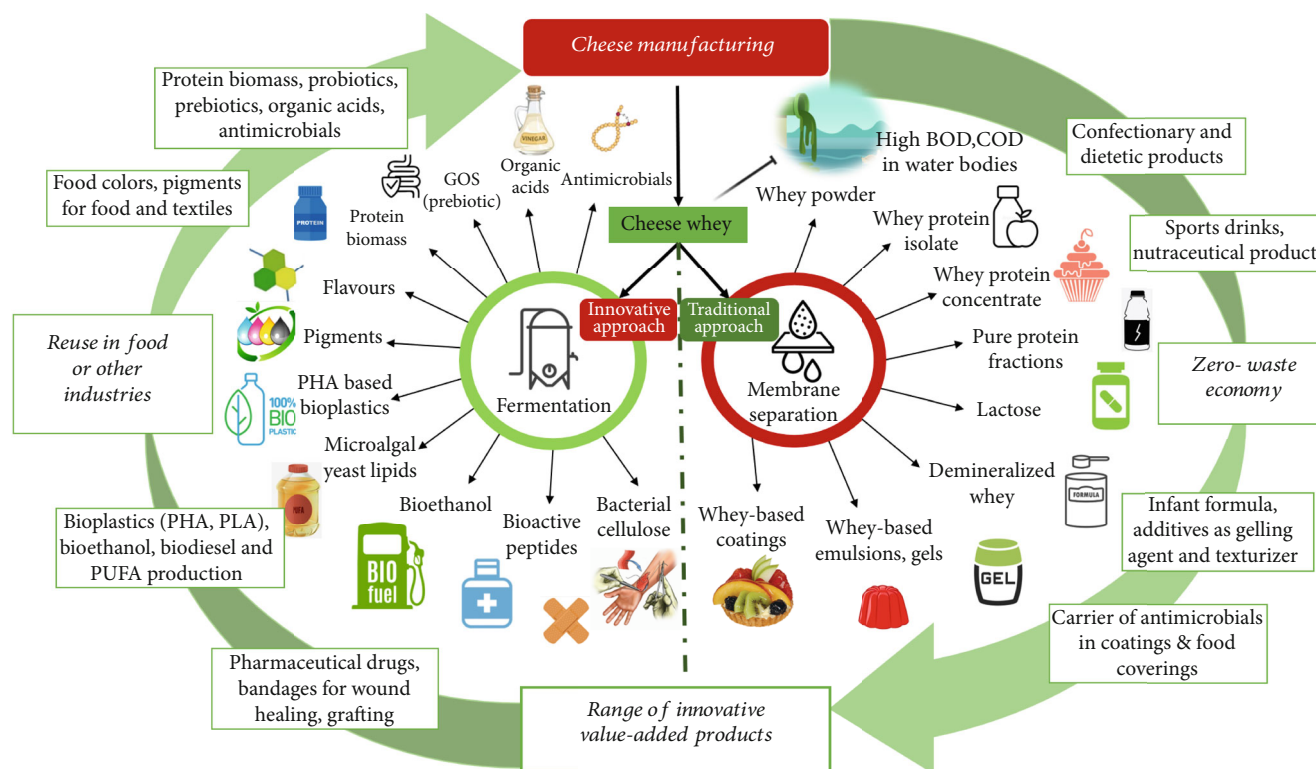 Cheese manufacturing
Protein biomass, probiotics,
prebiotics, organic acids,
antimicrobials
Food colors, pigments
for food and textiles
Reuse in food
or other
industries
Bioplastics (PHA, PLA),
bioethanol, biodiesel and
PUFA production
Pharmaceutical drugs,
bandages for wound
healing, grafting
VINEGAR
Organic
acids
Antimicrobials
GOS
(prebiotic)
PROTEIN
Protein
biomass
Flavours
Pigments
100%
BIO
PLASTIC
PHA based
bioplastics
Microalgal
yeast lipids
PUFA
Bioethanol
BIO
fuel
Bioactive
peptides
Bacterial
cellulose
Fermentation
Cheese whey
Innovative
approach
Traditional
approach
Membrane
separation
High BOD,COD
in water bodies
Whey powder
Whey protein
isolate
Whey protein
concentrate
Pure protein
fractions
Lactose
Demineralized
whey
FORMULA
Whey-based
emulsions, gels
GEL
Whey-based
coatings
Confectionary and
dietetic products
Sports drinks,
nutraceutical product
Zero- waste
economy
Infant formula,
additives as gelling
agent and texturizer
Carrier of antimicrobials
in coatings & food
coverings
Range of innovative
value-added products